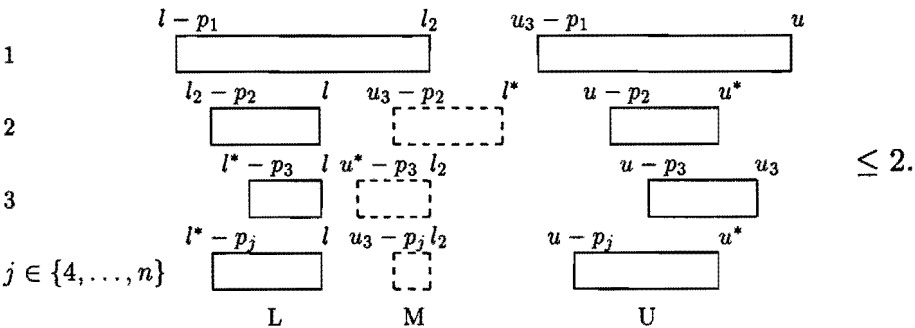 l − p₁ l₂ u₃ − p₁ u
1
l₂ − p₂ l u₃ − p₂ l* u − p₂ u*
2
≤ 2.
l* − p₃ l u* − p₃ l₂ u − p₃ u₃
3
l* − pⱼ l u₃ − pⱼ l₂ u − pⱼ u*
j ∈ {4, . . . , n}
L M U